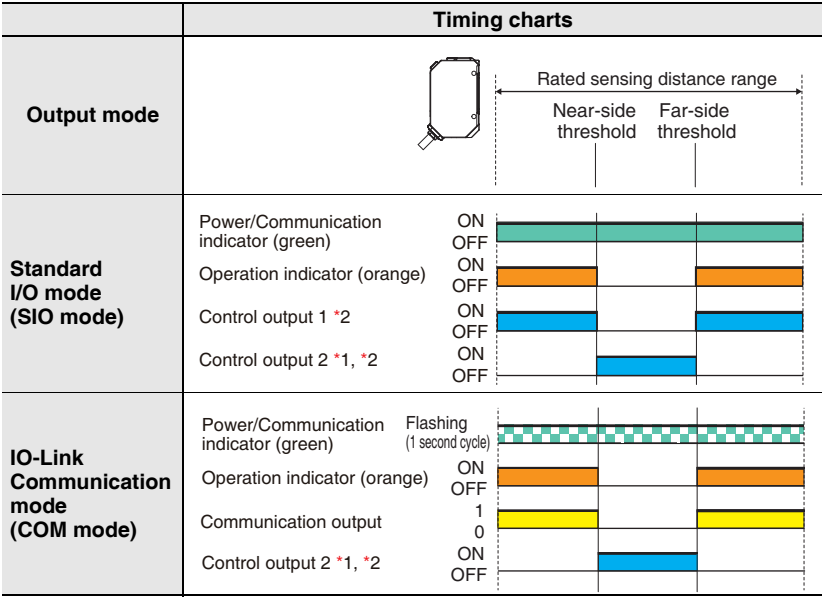 Timing charts
Output mode
Rated sensing distance range
Near-side threshold
Far-side threshold
Standard
I/O mode
(SIO mode)
Power/Communication
indicator (green)
ON
OFF
Operation indicator (orange)
ON
OFF
Control output 1 *2
ON
OFF
Control output 2 *1, *2
ON
OFF
IO-Link
Communication
mode
(COM mode)
Power/Communication
indicator (green)
Flashing
(1 second cycle)
Operation indicator (orange)
ON
OFF
Communication output
1
0
Control output 2 *1, *2
ON
OFF